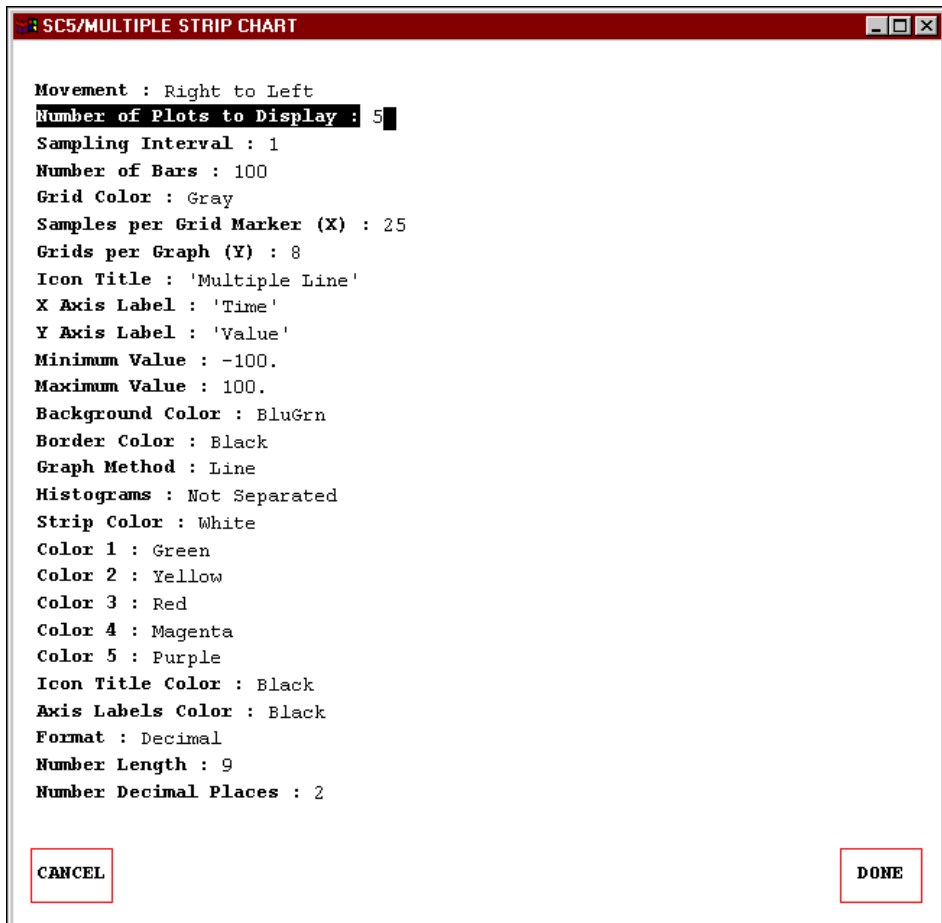 SC5/MULTIPLE STRIP CHART
Movement : Right to Left
Number of Plots to Display : 5
Sampling Interval : 1
Number of Bars : 100
Grid Color : Gray
Samples per Grid Marker (X) : 25
Grids per Graph (Y) : 8
Icon Title : 'Multiple Line'
X Axis Label : 'Time'
Y Axis Label : 'Value'
Minimum Value : -100.
Maximum Value : 100.
Background Color : BluGrn
Border Color : Black
Graph Method : Line
Histograms : Not Separated
Strip Color : White
Color 1 : Green
Color 2 : Yellow
Color 3 : Red
Color 4 : Magenta
Color 5 : Purple
Icon Title Color : Black
Axis Labels Color : Black
Format : Decimal
Number Length : 9
Number Decimal Places : 2
CANCEL DONE